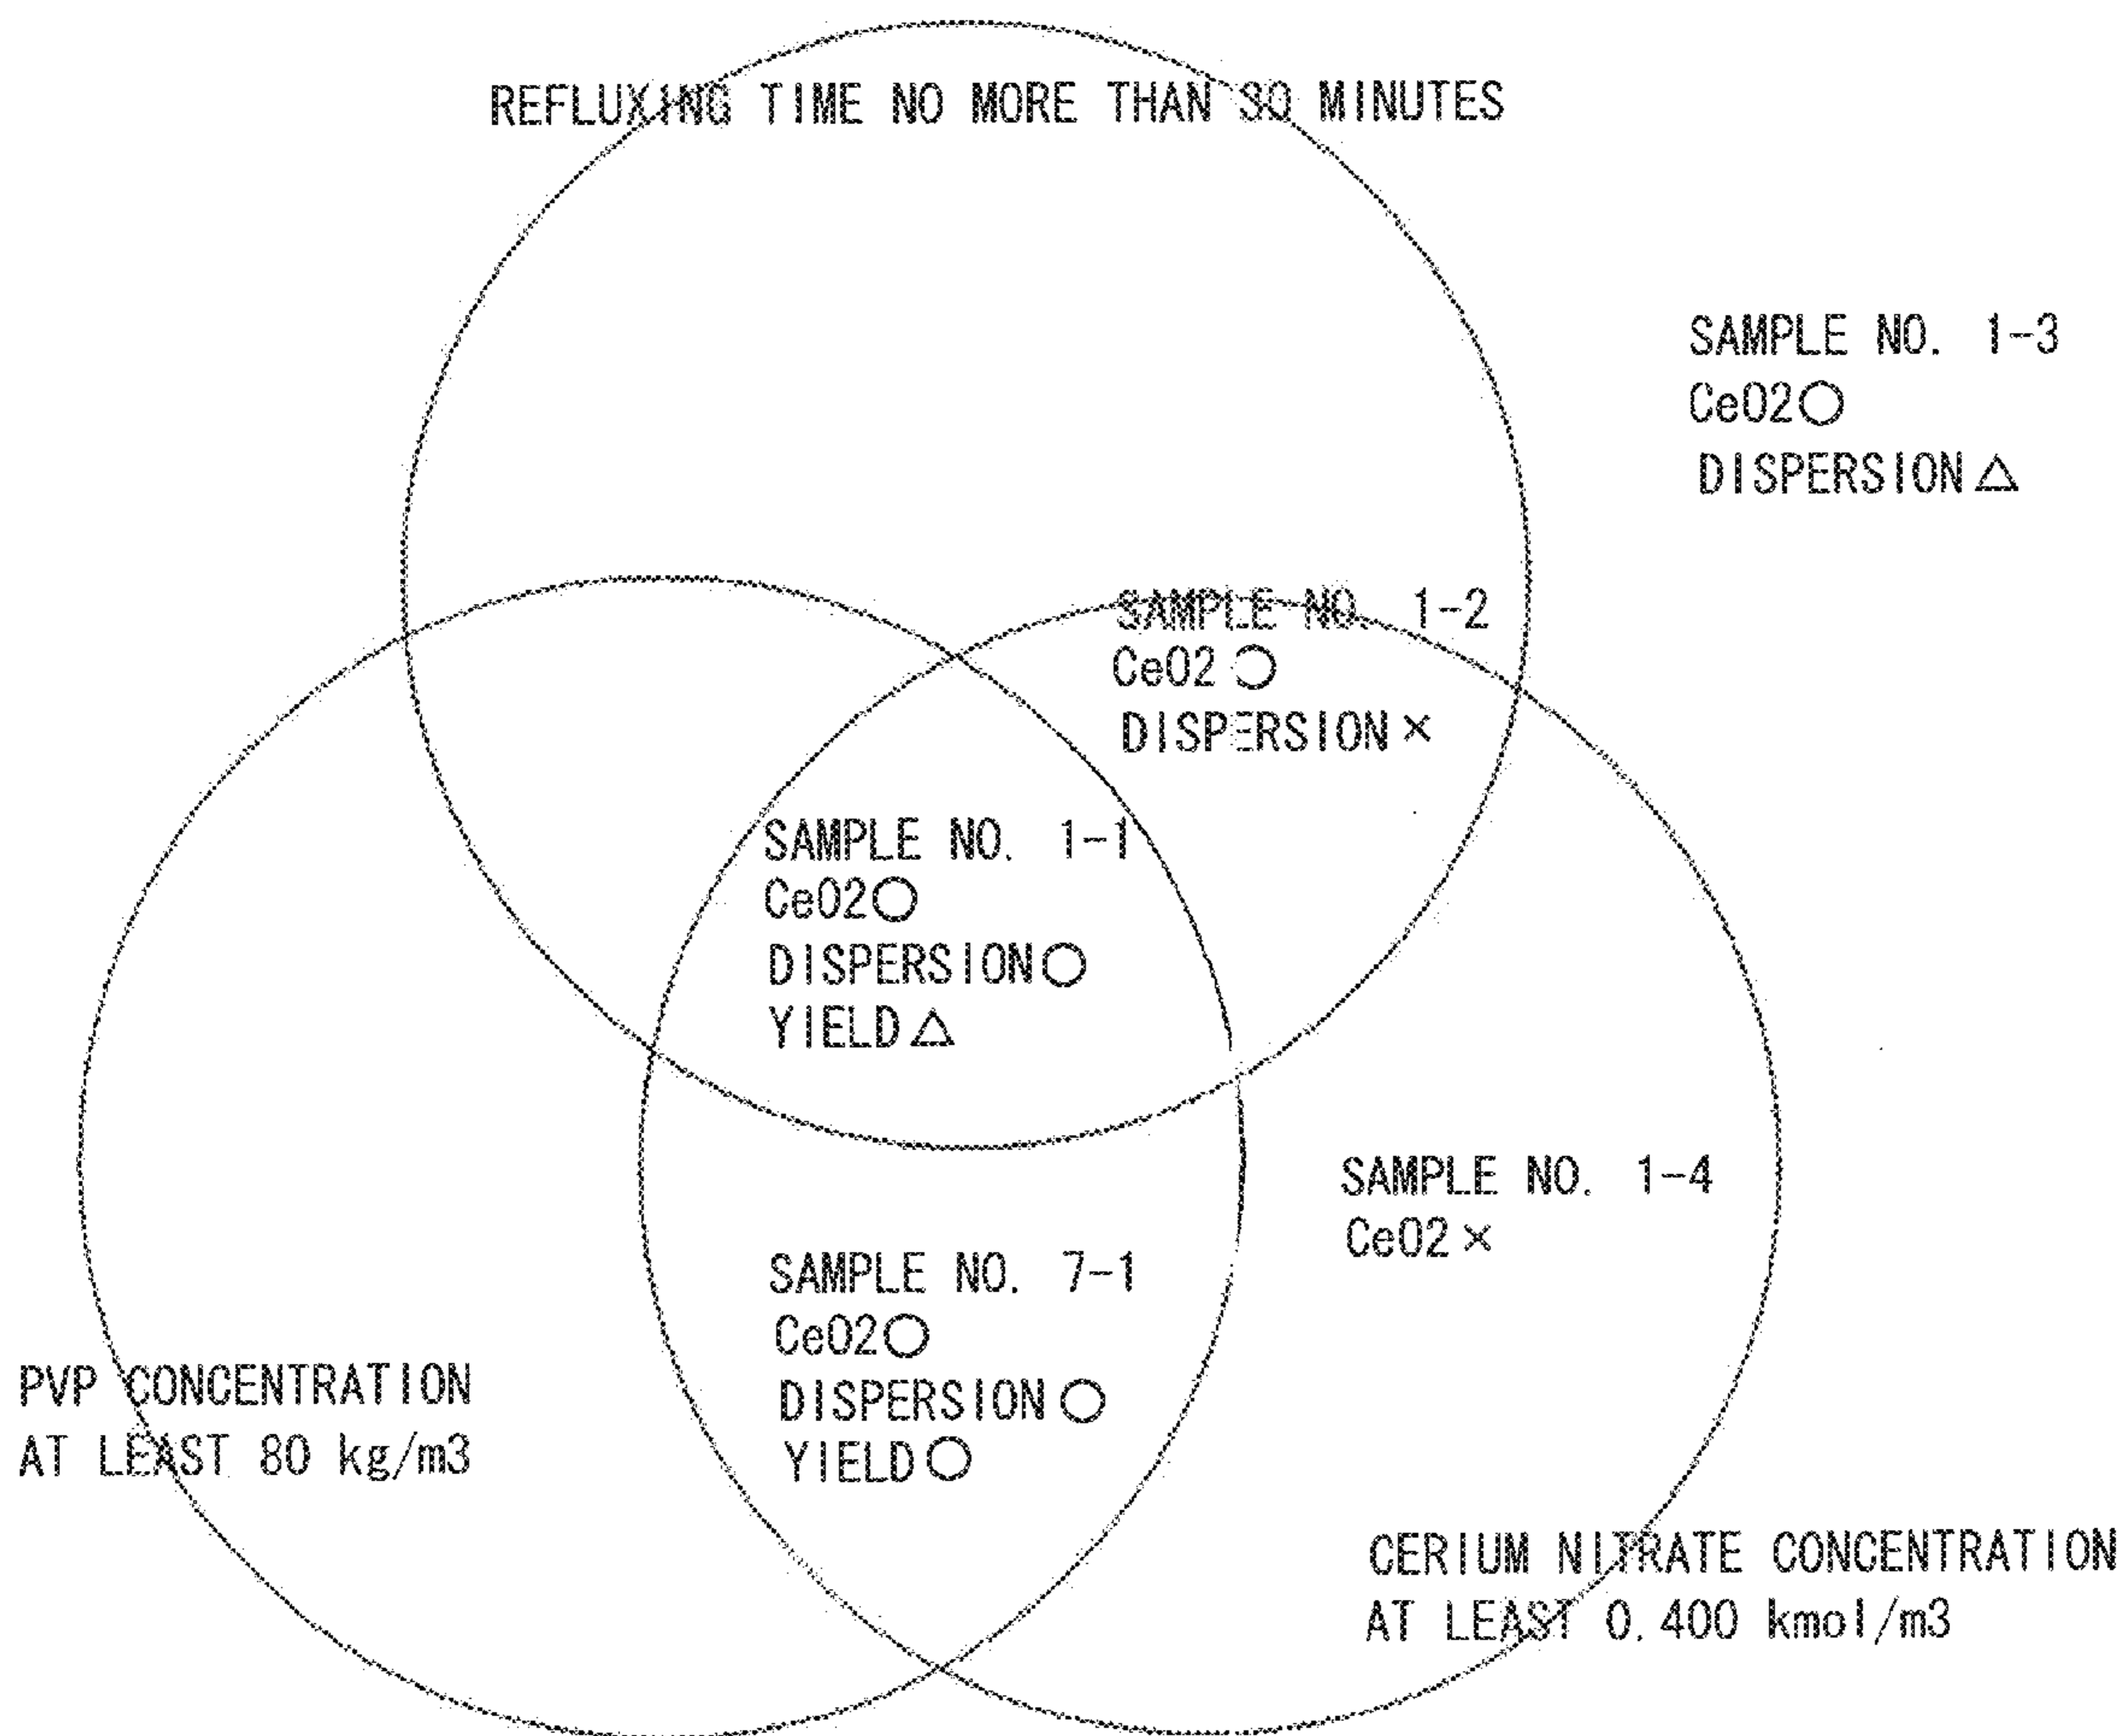 REFLUXING TIME NO MORE THAN 30 MINUTES
SAMPLE NO. 1-3
CeO2○
DISPERSION△
SAMPLE NO. 1-2
CeO2○
DISPERSION×
SAMPLE NO. 1-1
CeO2○
DISPERSION○
YIELD△
SAMPLE NO. 1-4
CeO2×
SAMPLE NO. 7-1
CeO2○
DISPERSION○
YIELD○
PVP CONCENTRATION
AT LEAST 80 kg/m3
CERIUM NITRATE CONCENTRATION
AT LEAST 0.400 kmol/m3